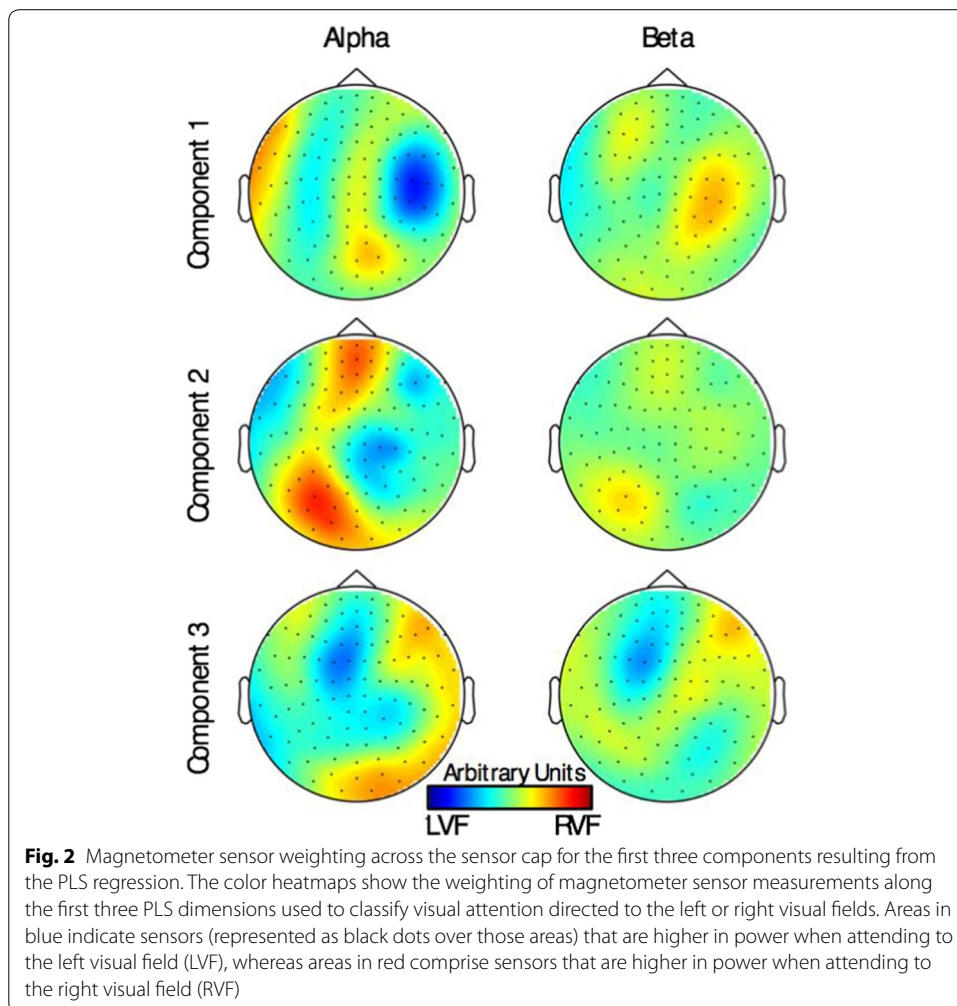 Alpha
Beta
Component 1
Component 2
Component 3
Arbitrary Units
LVF
RVF
Fig. 2 Magnetometer sensor weighting across the sensor cap for the first three components resulting from
the PLS regression. The color heatmaps show the weighting of magnetometer sensor measurements along
the first three PLS dimensions used to classify visual attention directed to the left or right visual fields. Areas in
blue indicate sensors (represented as black dots over those areas) that are higher in power when attending to
the left visual field (LVF), whereas areas in red comprise sensors that are higher in power when attending to
the right visual field (RVF)